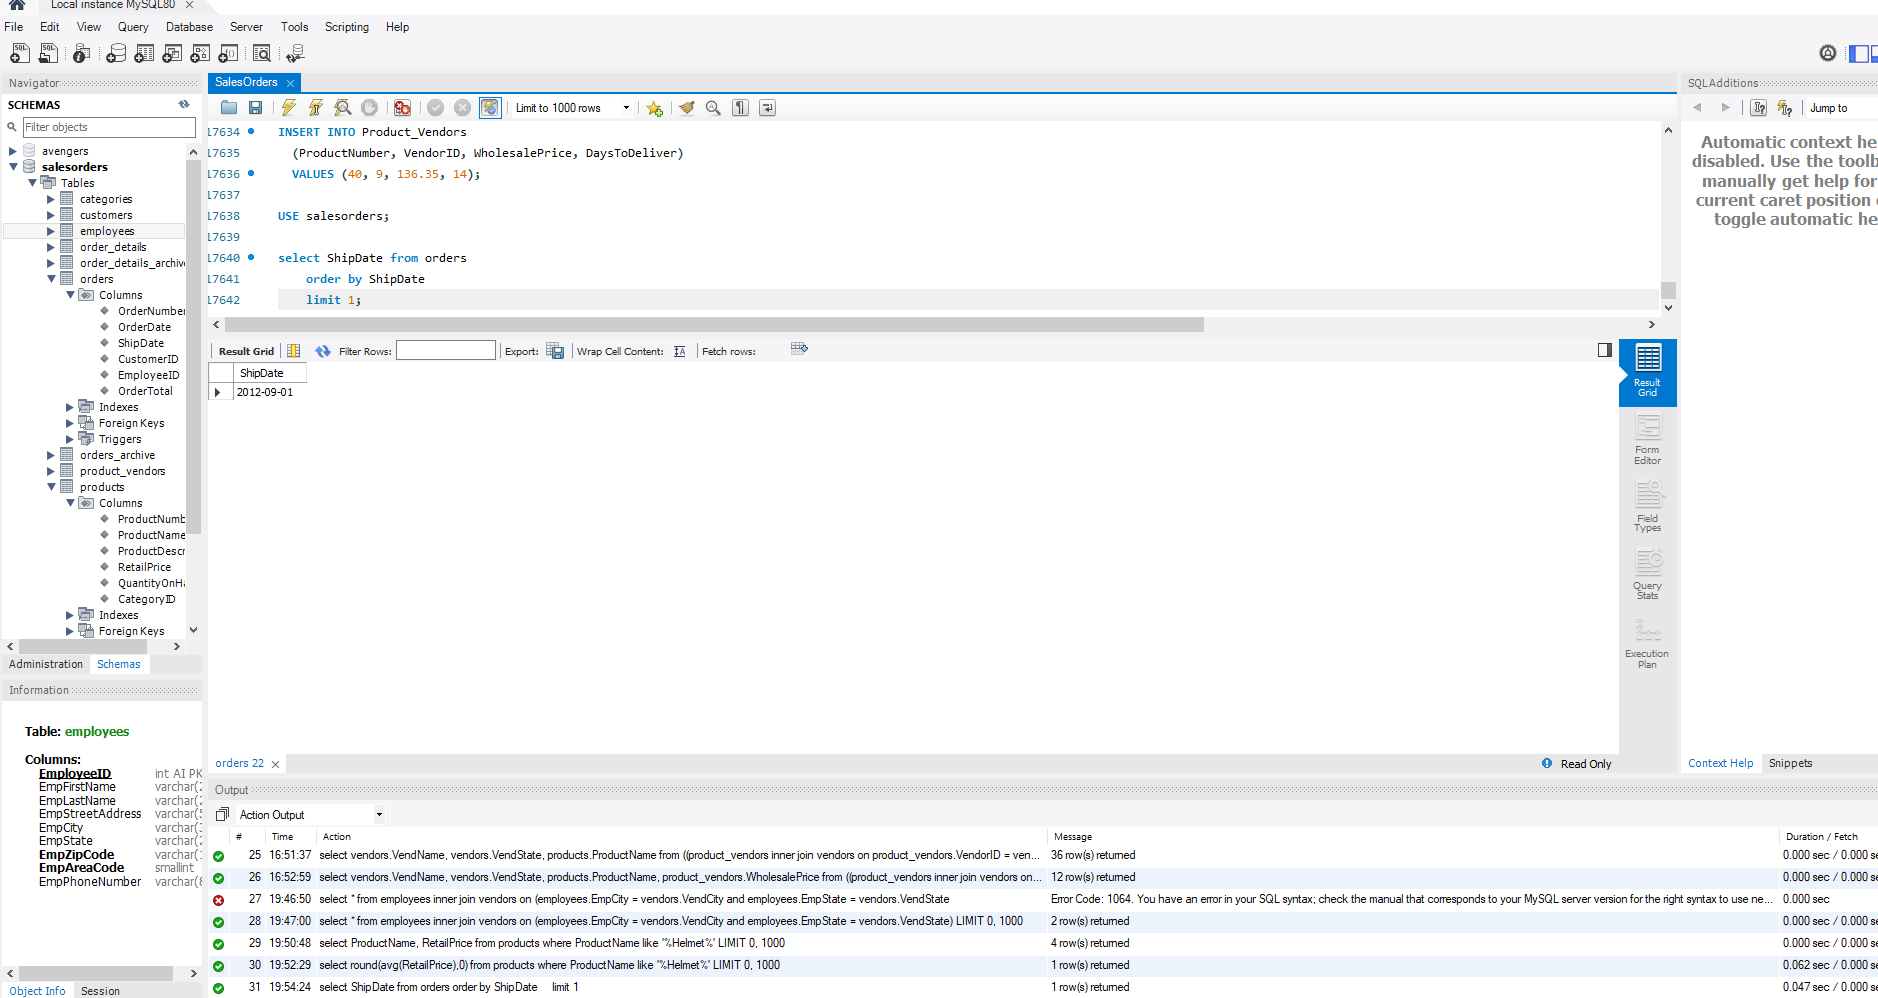 Local instance MySQL80 ×
File Edit View Query Database Server Tools Scripting Help
Navigator
SCHEMAS
Filter objects
avengers
salesorders
Tables
categories
customers
employees
order_details
order_details_archiv
orders
Columns
OrderNumber
OrderDate
ShipDate
CustomerID
EmployeeID
OrderTotal
Indexes
Foreign Keys
Triggers
orders_archive
product_vendors
products
Columns
ProductNumb
ProductName
ProductDescr
RetailPrice
QuantityOnHa
CategoryID
Indexes
Foreign Keys
Administration Schemas
Information
Table: employees
Columns:
EmployeeID int AI PK
EmpFirstName varchar(2
EmpLastName varchar(2
EmpStreetAddress varchar(5
EmpCity varchar(3
EmpState varchar(2
EmpZipCode varchar(1
EmpAreaCode smallint
EmpPhoneNumber varchar(8
Object Info Session
SalesOrders ×
Limit to 1000 rows
17634 INSERT INTO Product_Vendors
17635 (ProductNumber, VendorID, WholesalePrice, DaysToDeliver)
17636 VALUES (40, 9, 136.35, 14);
17637
17638 USE salesorders;
17639
17640 select ShipDate from orders
17641 order by ShipDate
17642 limit 1;
Result Grid Filter Rows: Export: Wrap Cell Content: Fetch rows:
ShipDate
2012-09-01
Result
Grid
Form
Editor
Field
Types
Query
Stats
Execution
Plan
orders 22 × Read Only
SQLAdditions
Jump to
Automatic context he
disabled. Use the toolb
manually get help for
current caret position
toggle automatic he
Context Help Snippets
Output
Action Output
# Time Action Message Duration / Fetch
25 16:51:37 select vendors.VendName, vendors.VendState, products.ProductName from ((product_vendors inner join vendors on product_vendors.VendorID = ven... 36 row(s) returned 0.000 sec / 0.000 se
26 16:52:59 select vendors.VendName, vendors.VendState, products.ProductName, product_vendors.WholesalePrice from ((product_vendors inner join vendors on... 12 row(s) returned 0.000 sec / 0.000 se
27 19:46:50 select * from employees inner join vendors on (employees.EmpCity = vendors.VendCity and employees.EmpState = vendors.VendState Error Code: 1064. You have an error in your SQL syntax; check the manual that corresponds to your MySQL server version for the right syntax to use ne... 0.000 sec
28 19:47:00 select * from employees inner join vendors on (employees.EmpCity = vendors.VendCity and employees.EmpState = vendors.VendState) LIMIT 0, 1000 2 row(s) returned 0.000 sec / 0.000 se
29 19:50:48 select ProductName, RetailPrice from products where ProductName like '%Helmet%' LIMIT 0, 1000 4 row(s) returned 0.000 sec / 0.000 se
30 19:52:29 select round(avg(RetailPrice),0) from products where ProductName like '%Helmet%' LIMIT 0, 1000 1 row(s) returned 0.062 sec / 0.000 se
31 19:54:24 select ShipDate from orders order by ShipDate limit 1 1 row(s) returned 0.047 sec / 0.000 se